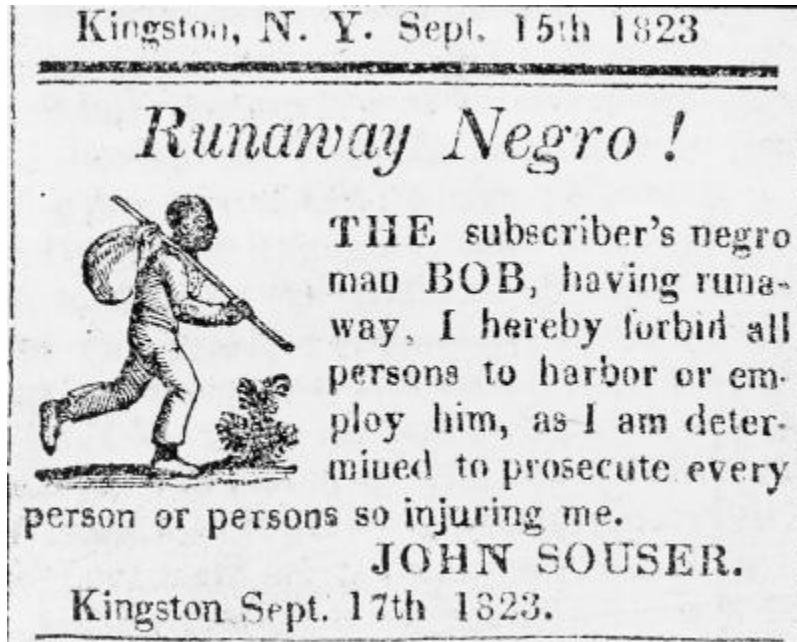 Kingston, N. Y. Sept. 15th 1823
Runaway Negro !
THE subscriber's negro
man BOB, having runa-
way, I hereby forbid all
persons to harbor or em-
ploy him, as I am deter-
mined to prosecute every
person or persons so injuring me.
JOHN SOUSER.
Kingston Sept. 17th 1823.